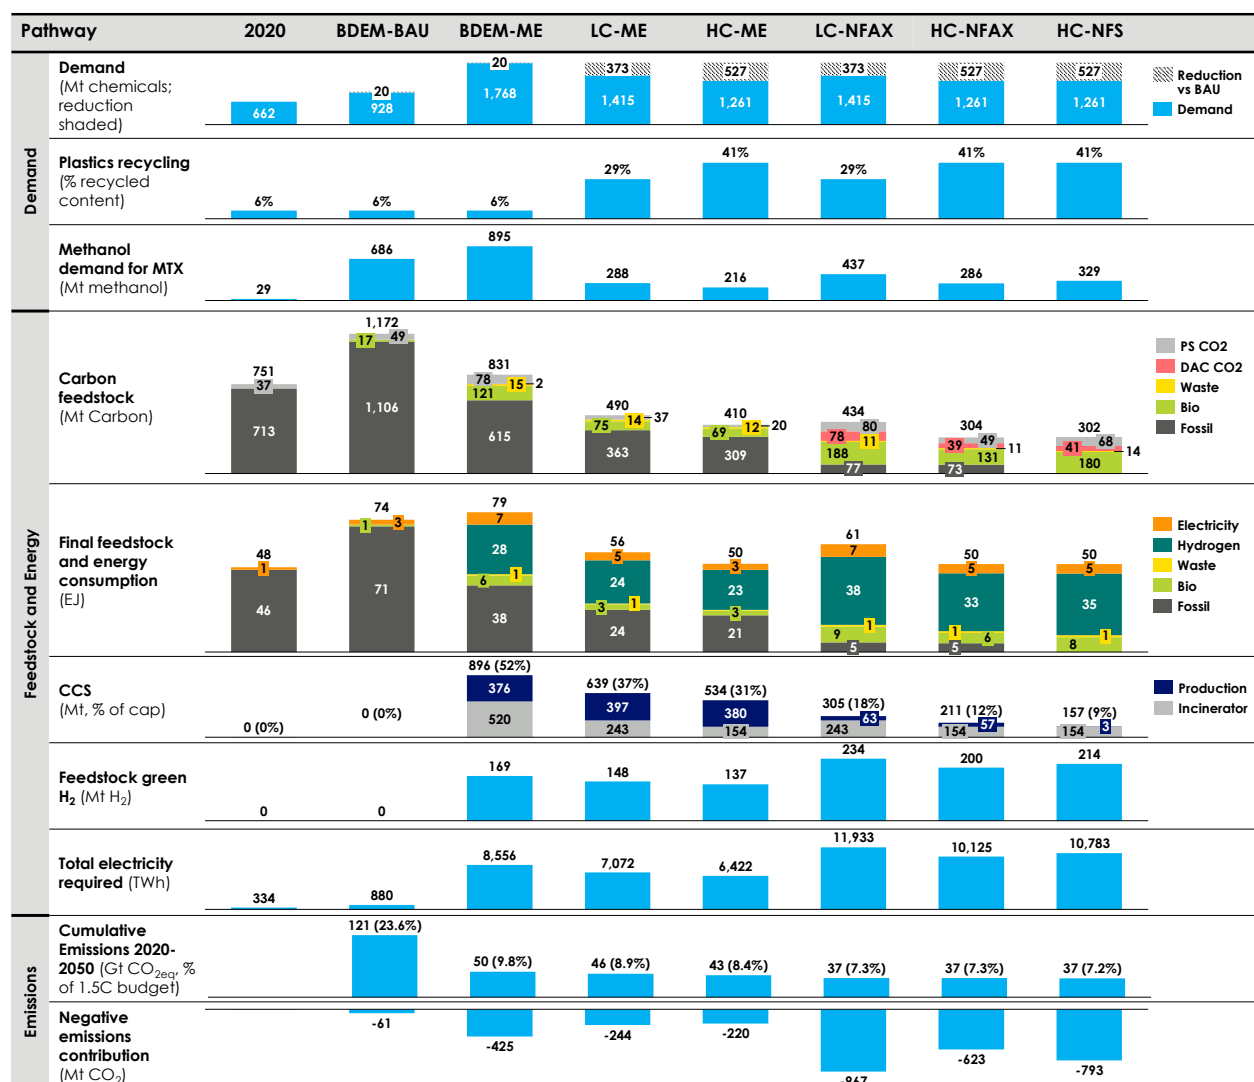 Pathway 2020 BDEM-BAU BDEM-ME LC-ME HC-ME LC-NFAX HC-NFAX HC-NFS
Demand
Demand
(Mt chemicals;
reduction
shaded)
662
20
928
20
1,768
373
1,415
527
1,261
373
1,415
527
1,261
527
1,261
Reduction
vs BAU
Demand
Plastics recycling
(% recycled
content)
6% 6% 6% 29% 41% 29% 41% 41%
Methanol
demand for MTX
(Mt methanol)
29 686 895 288 216 437 286 329
Feedstock and Energy
Carbon
feedstock
(Mt Carbon)
751
37
713
1,172
17 49
1,106
831
78 15 2
121
615
490
75 14 37
363
410
69 12 20
309
434
80
78 11
188
77
304
39 49 11
131
73
302
41 68 14
180
PS CO2
DAC CO2
Waste
Bio
Fossil
Final feedstock
and energy
consumption
(EJ)
48
1
46
74
1 3
71
79
7
28
6 1
38
56
5
24
3 1
24
50
3
23
3
21
61
7
38
9 1
5
50
5
33
1 6
5
50
5
35
8 1
Electricity
Hydrogen
Waste
Bio
Fossil
CCS
(Mt, % of cap)
0 (0%)
0 (0%)
896 (52%)
376
520
639 (37%)
397
243
534 (31%)
380
154
305 (18%)
63
243
211 (12%)
57
154
157 (9%)
3
154
Production
Incinerator
Feedstock green
H2 (Mt H2)
0 0 169 148 137 234 200 214
Total electricity
required (TWh)
334 880 8,556 7,072 6,422 11,933 10,125 10,783
Emissions
Cumulative
Emissions 2020-
2050 (Gt CO2eq, %
of 1.5C budget)
121 (23.6%) 50 (9.8%) 46 (8.9%) 43 (8.4%) 37 (7.3%) 37 (7.3%) 37 (7.2%)
Negative
emissions
contribution
(Mt CO2)
-61 -425 -244 -220 -967 -623 -793